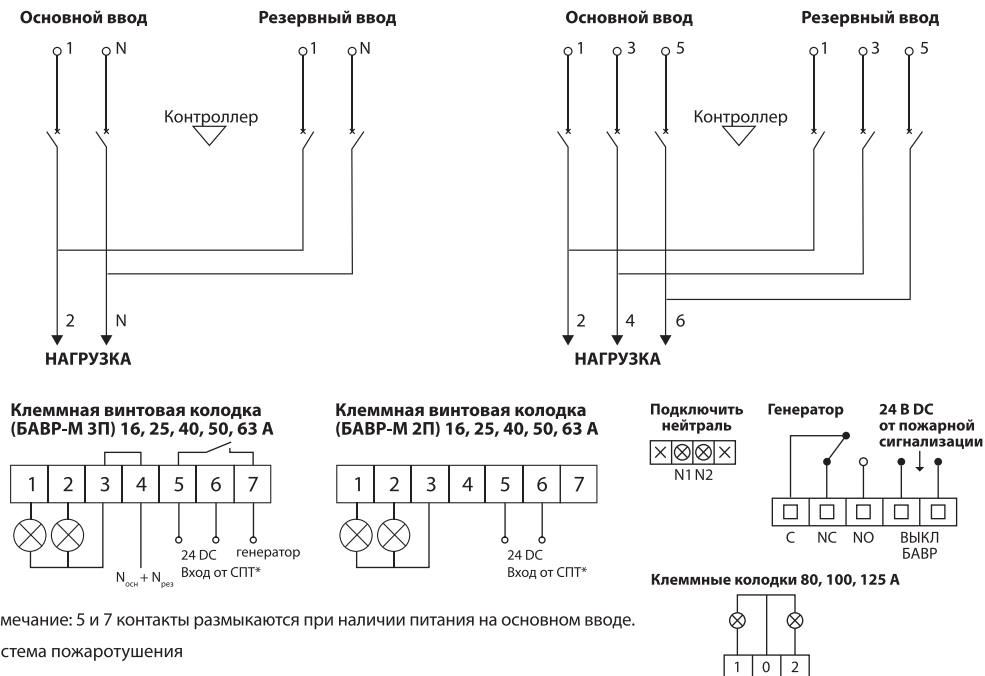 Основной ввод
Резервный ввод
1
N
1
N
Контроллер
2
N
НАГРУЗКА
Основной ввод
Резервный ввод
1
3
5
1
3
5
Контроллер
2
4
6
НАГРУЗКА
Клеммная винтовая колодка
(БАВР-М 3П) 16, 25, 40, 50, 63 А
1 2 3 4 5 6 7
24 DC
Вход от СПТ*
генератор
Nосн + Nрез
Клеммная винтовая колодка
(БАВР-М 2П) 16, 25, 40, 50, 63 А
1 2 3 4 5 6 7
24 DC
Вход от СПТ*
Подключить
нейтраль
N1 N2
Генератор
24 В DC
от пожарной
сигнализации
C NC NO ВЫКЛ
БАВР
Клеммные колодки 80, 100, 125 А
1 0 2
мечание: 5 и 7 контакты размыкаются при наличии питания на основном вводе.
стема пожаротушения